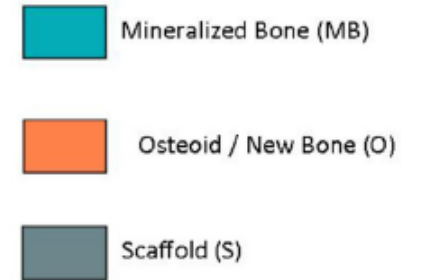 Mineralized Bone (MB)
Osteoid / New Bone (O)
Scaffold (S)